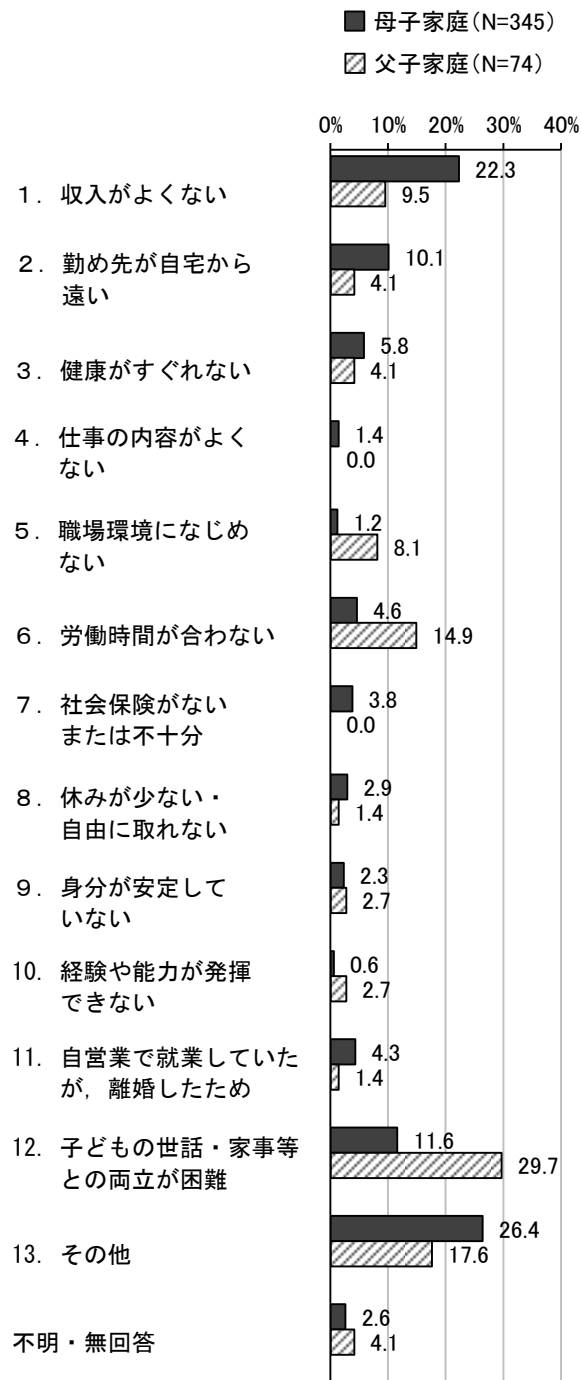 母子家庭(N=345)
父子家庭(N=74)
0% 10% 20% 30% 40%
1. 収入がよくない
22.3
9.5
2. 勤め先が自宅から
遠い
10.1
4.1
3. 健康がすぐれない
5.8
4.1
4. 仕事の内容がよく
ない
1.4
0.0
5. 職場環境になじめ
ない
1.2
8.1
6. 労働時間が合わない
4.6
14.9
7. 社会保険がない
または不十分
3.8
0.0
8. 休みが少ない・
自由に取れない
2.9
1.4
9. 身分が安定して
いない
2.3
2.7
10. 経験や能力が発揮
できない
0.6
2.7
11. 自営業で就業していた
が，離婚したため
4.3
1.4
12. 子どもの世話・家事等
との両立が困難
11.6
29.7
13. その他
26.4
17.6
不明・無回答
2.6
4.1